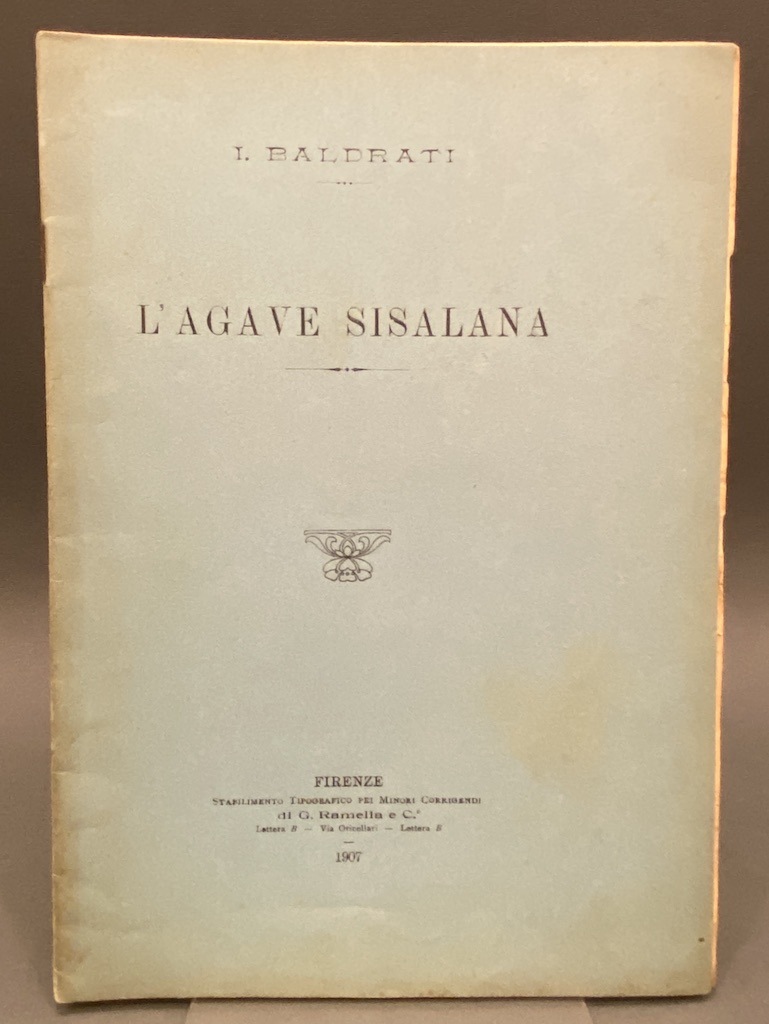 I. BALDRATI
L'AGAVE SISALANA
FIRENZE
STABILIMENTO TIPOGRAFICO PEI MINORI CORRIGENDI
di G. Ramella e C.ⁱ
Lettera B — Via Oricellari — Lettera B
1907